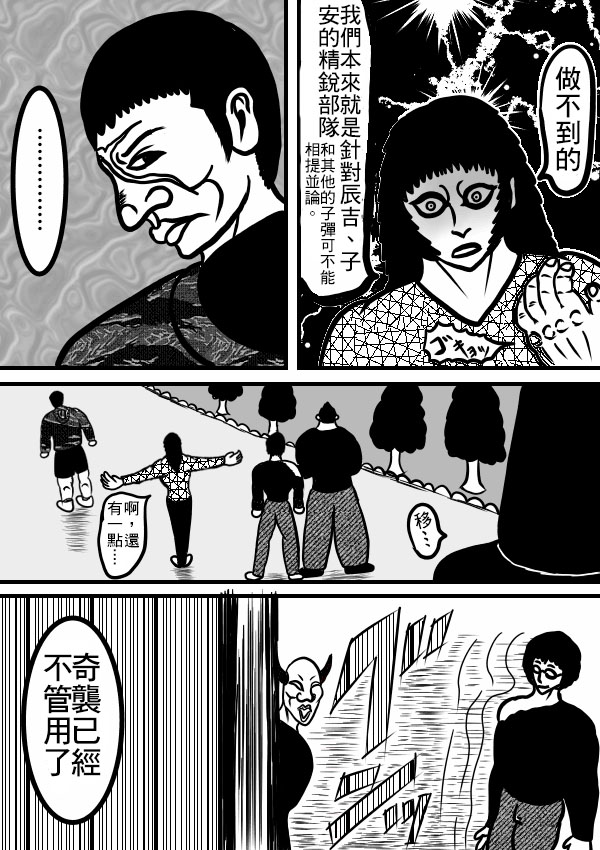 做不到的
我們本來就是針對辰吉、子
安的精銳部隊
和其他的子彈可不能
相提並論。
ゴキョッ
………………
移…
啊，還
有一點…
奇襲已經
不管用了